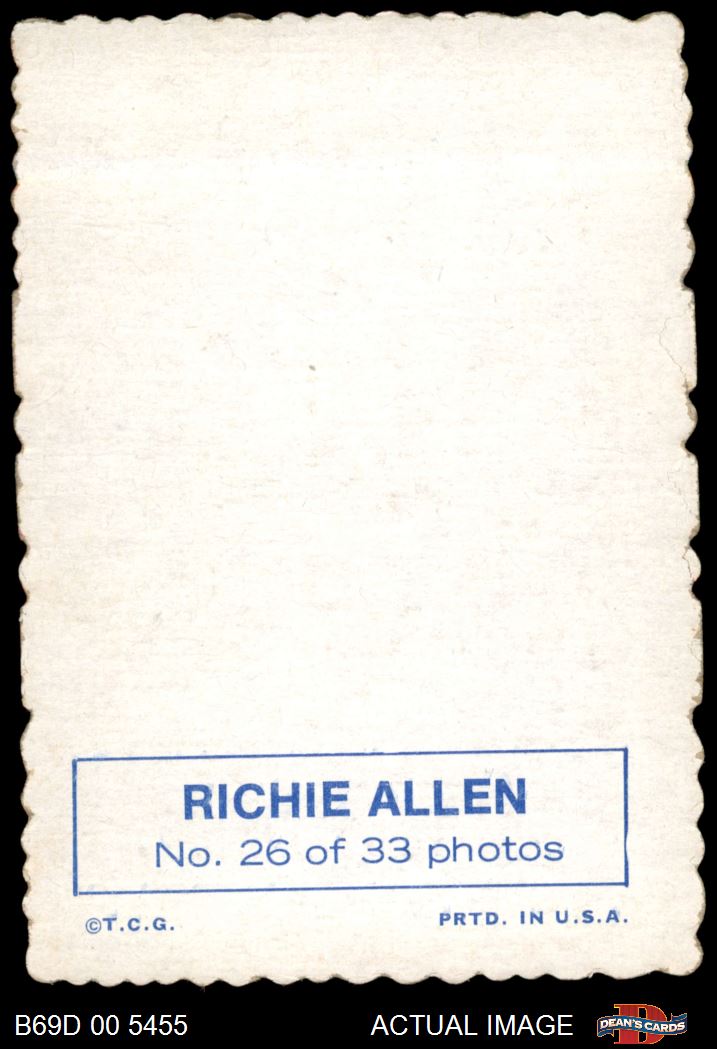 RICHIE ALLEN
No. 26 of 33 photos
©T.C.G. PRTD. IN U.S.A.
B69D 00 5455 ACTUAL IMAGE DEAN'S CARDS